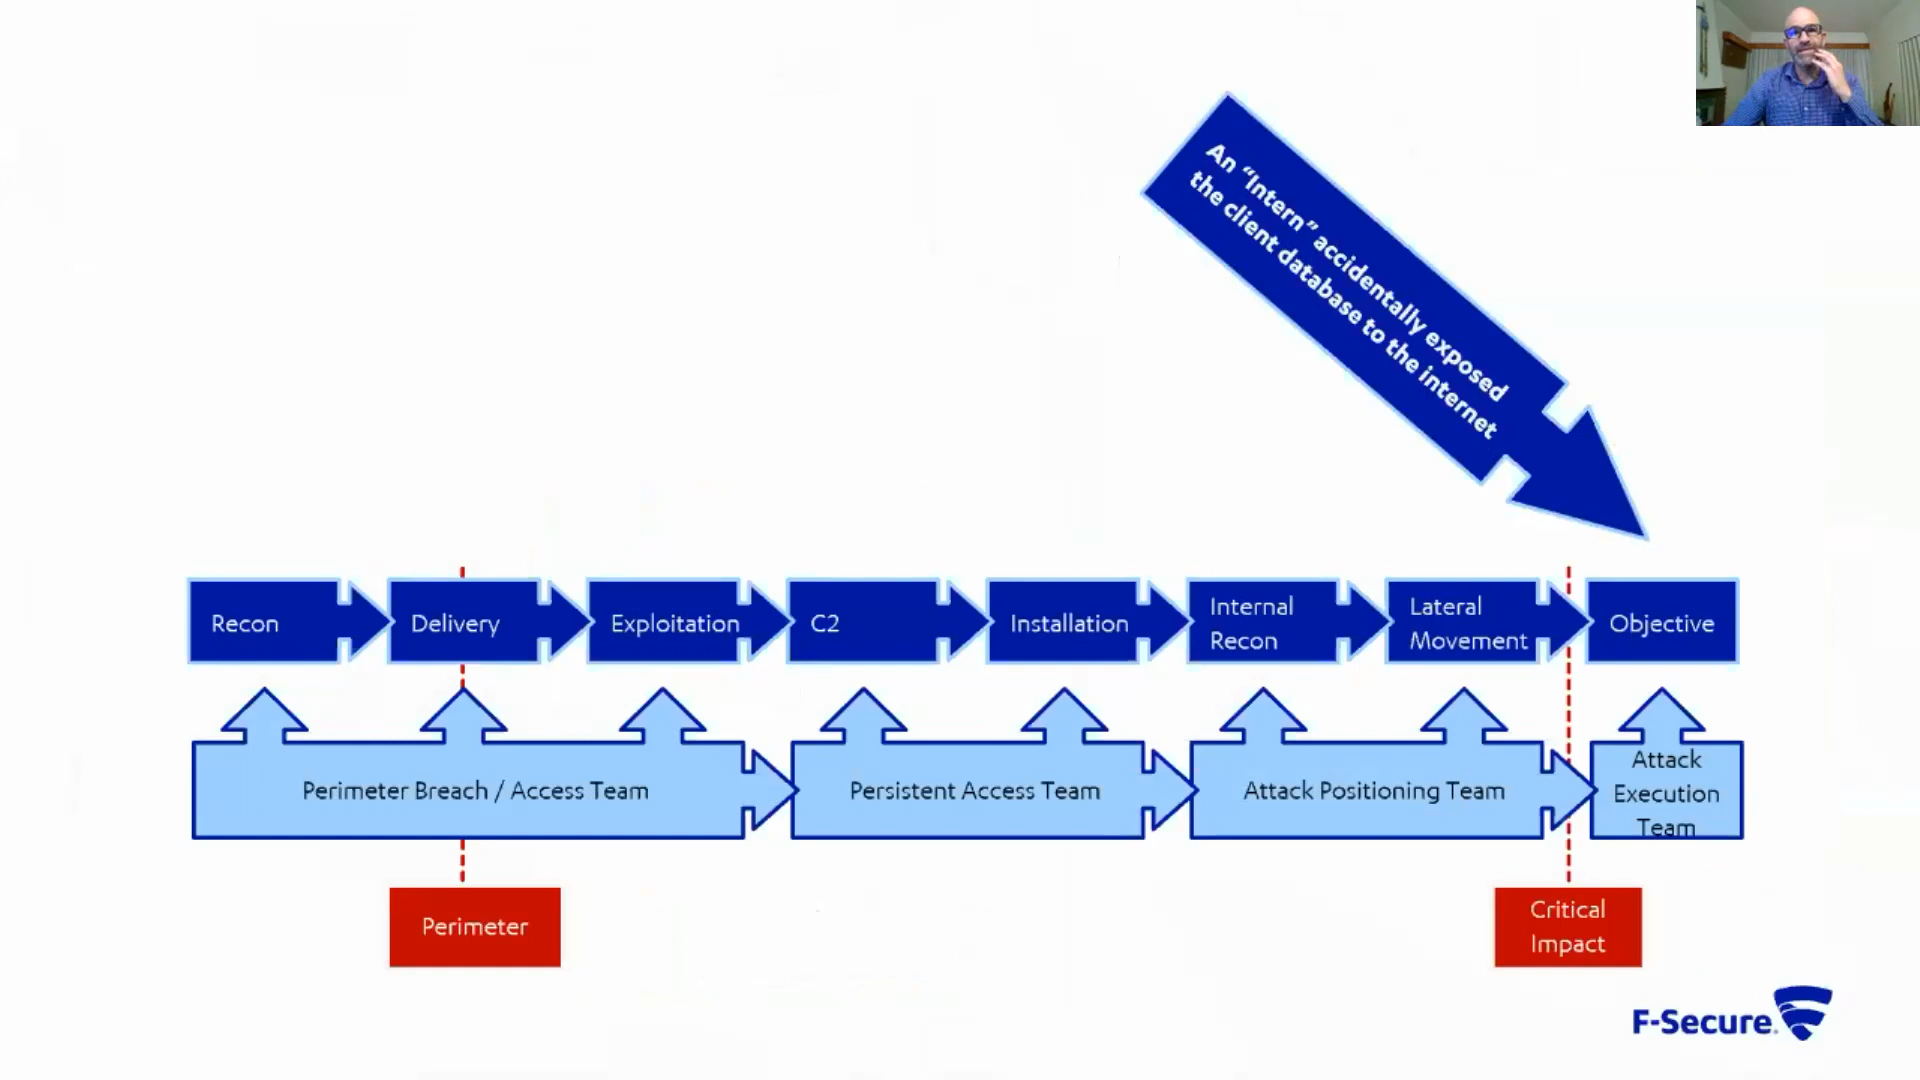 An “Intern” accidentally exposed
the client database to the internet
Recon
Delivery
Exploitation
C2
Installation
Internal
Recon
Lateral
Movement
Objective
Perimeter Breach / Access Team
Persistent Access Team
Attack Positioning Team
Attack
Execution
Team
Perimeter
Critical
Impact
F-Secure.